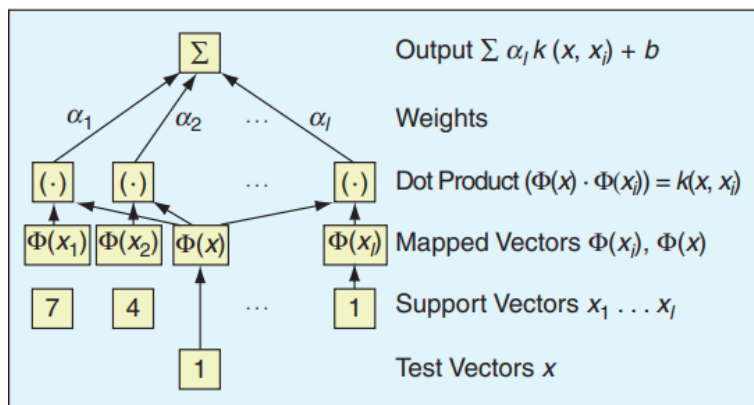 Σ Output Σ α_l k (x, x_i) + b
α_1 α_2 ... α_l Weights
(·) (·) ... (·) Dot Product (Φ(x) · Φ(x_i)) = k(x, x_i)
Φ(x_1) Φ(x_2) Φ(x) Φ(x_l) Mapped Vectors Φ(x_i), Φ(x)
7 4 ... 1 Support Vectors x_1 . . . x_l
1 Test Vectors x